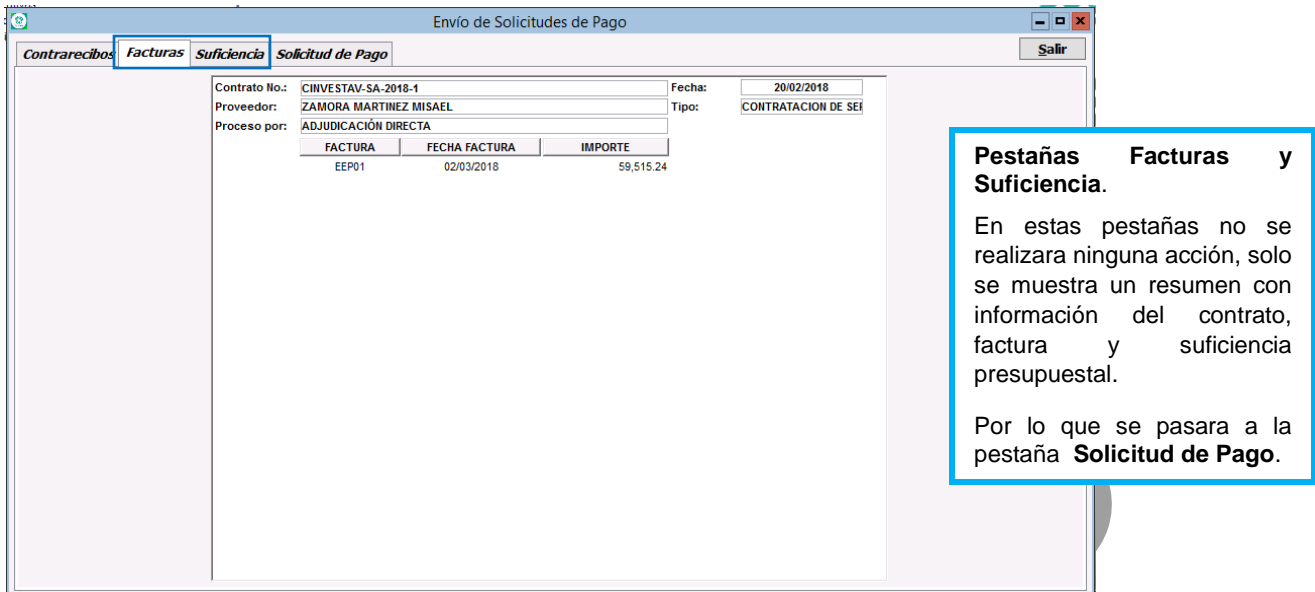 Envío de Solicitudes de Pago
Contrarecibos Facturas Suficiencia Solicitud de Pago Salir
Contrato No.: CINVESTAV-SA-2018-1 Fecha: 20/02/2018
Proveedor: ZAMORA MARTINEZ MISAEL Tipo: CONTRATACION DE SER
Proceso por: ADJUDICACIÓN DIRECTA
FACTURA FECHA FACTURA IMPORTE
EEP01 02/03/2018 59,515.24
Pestañas Facturas y
Suficiencia.
En estas pestañas no se
realizara ninguna acción, solo
se muestra un resumen con
información del contrato,
factura y suficiencia
presupuestal.
Por lo que se pasara a la
pestaña Solicitud de Pago.